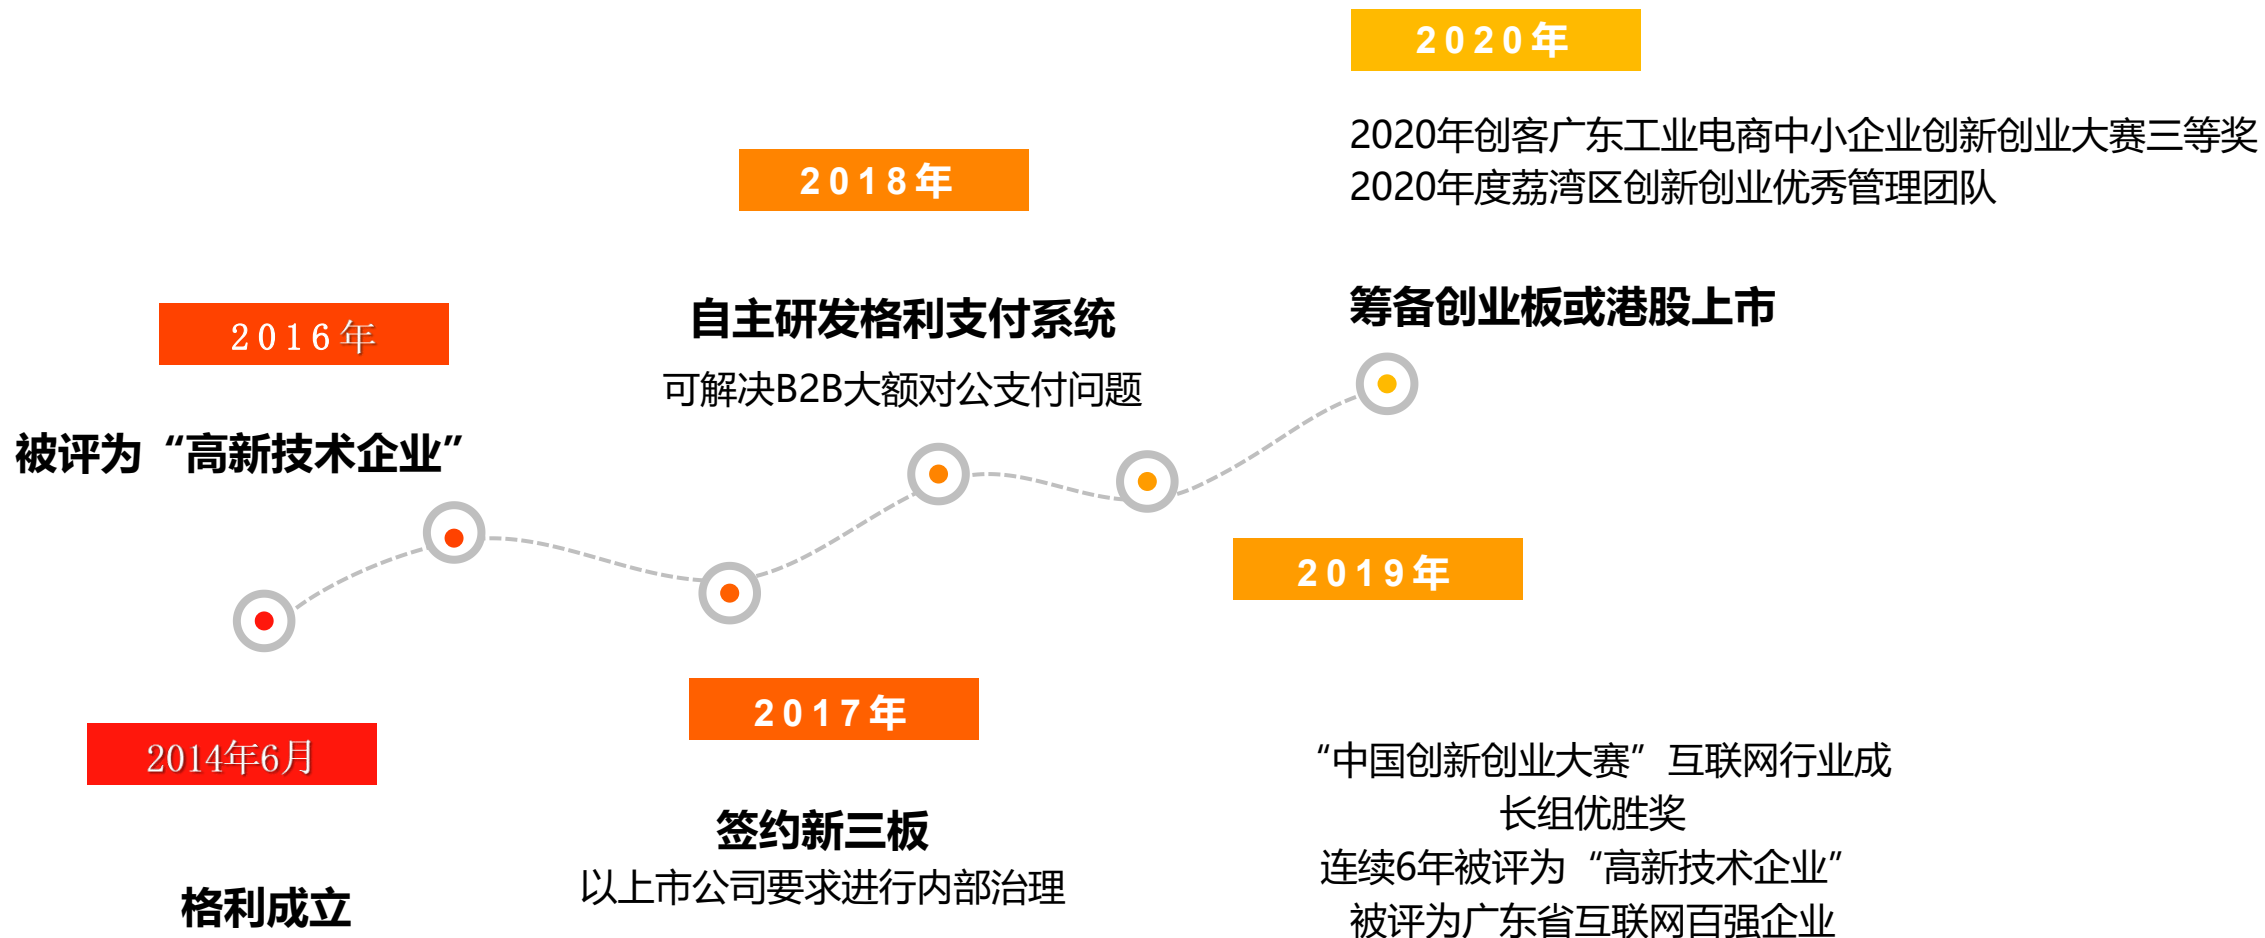 2020年
2020年创客广东工业电商中小企业创新创业大赛三等奖
2020年度荔湾区创新创业优秀管理团队
筹备创业板或港股上市
2018年
自主研发格利支付系统
可解决B2B大额对公支付问题
2016年
被评为“高新技术企业”
2019年
“中国创新创业大赛”互联网行业成
长组优胜奖
连续6年被评为“高新技术企业”
被评为广东省互联网百强企业
2017年
签约新三板
以上市公司要求进行内部治理
2014年6月
格利成立